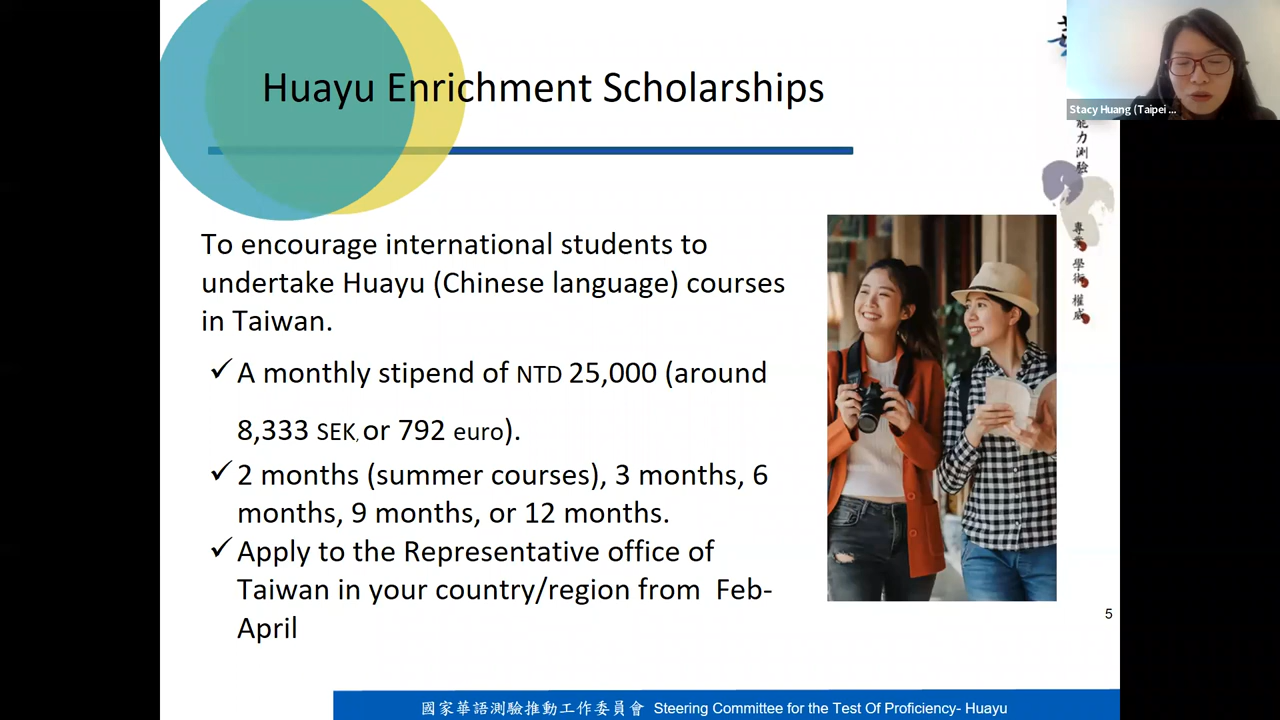 Huayu Enrichment Scholarships
Stacy Huang (Taipei ...
能力測驗
專業 學術 權威
To encourage international students to
undertake Huayu (Chinese language) courses
in Taiwan.
✓A monthly stipend of NTD 25,000 (around
8,333 SEK, or 792 euro).
✓2 months (summer courses), 3 months, 6
months, 9 months, or 12 months.
✓Apply to the Representative office of
Taiwan in your country/region from Feb-
April
5
國家華語測驗推動工作委員會 Steering Committee for the Test Of Proficiency- Huayu